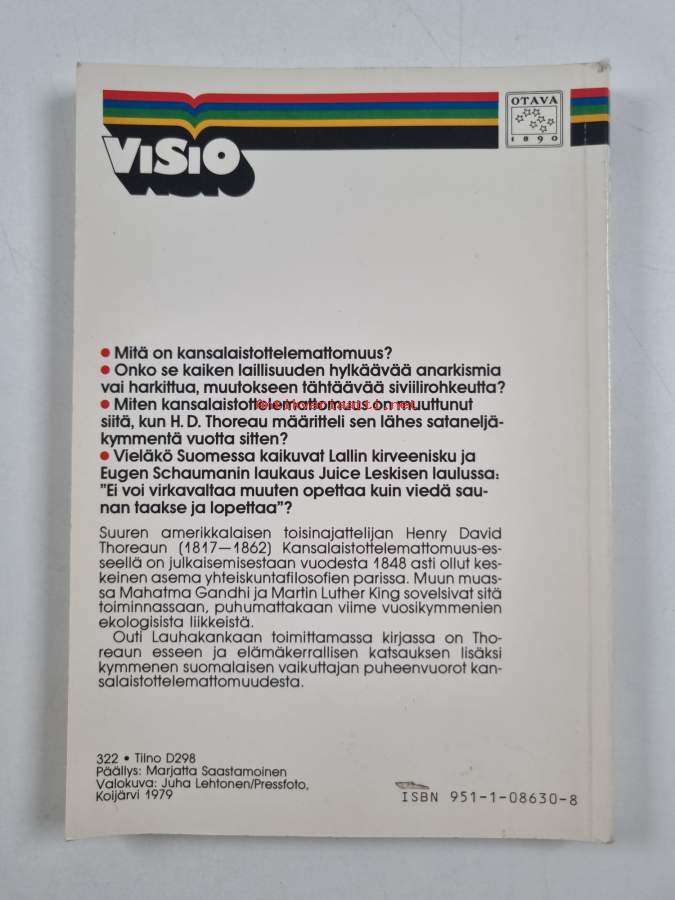 OTAVA
1890
VISIO
• Mitä on kansalaistottelemattomuus?
• Onko se kaiken laillisuuden hylkäävää anarkismia
vai harkittua, muutokseen tähtäävää siviilirohkeutta?
• Miten kansalaistottelemattomuus on muuttunut
siitä, kun H. D. Thoreau määritteli sen lähes sataneljä-
kymmentä vuotta sitten?
• Vieläkö Suomessa kaikuvat Lallin kirveenisku ja
Eugen Schaumanin laukaus Juice Leskisen laulussa:
”Ei voi virkavaltaa muuten opettaa kuin viedä sau-
nan taakse ja lopettaa”?
Suuren amerikkalaisen toisinajattelijan Henry David
Thoreaun (1817—1862) Kansalaistottelemattomuus-es-
seellä on julkaisemisestaan vuodesta 1848 asti ollut kes-
keinen asema yhteiskuntafilosofien parissa. Muun muas-
sa Mahatma Gandhi ja Martin Luther King sovelsivat sitä
toiminnassaan, puhumattakaan viime vuosikymmenien
ekologisista liikkeistä.
Outi Lauhakankaan toimittamassa kirjassa on Tho-
reaun esseen ja elämäkerrallisen katsauksen lisäksi
kymmenen suomalaisen vaikuttajan puheenvuorot kan-
salaistottelemattomuudesta.
322 • Tilno D298
Päällys: Marjatta Saastamoinen
Valokuva: Juha Lehtonen/Pressfoto,
Koijärvi 1979
ISBN 951-1-08630-8